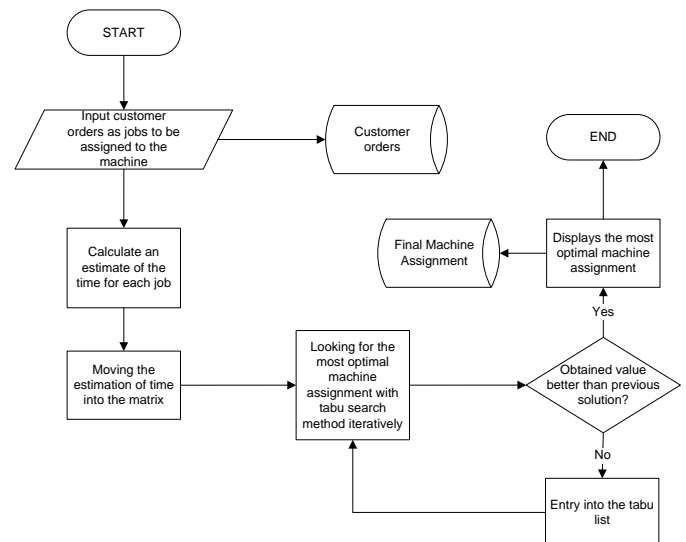 START
Input customer
orders as jobs to be
assigned to the
machine
Customer
orders
END
Calculate an
estimate of the
time for each job
Final Machine
Assignment
Displays the most
optimal machine
assignment
Yes
Moving the
estimation of time
into the matrix
Looking for the
most optimal
machine
assignment with
tabu search
method iteratively
Obtained value
better than previous
solution?
No
Entry into the tabu
list